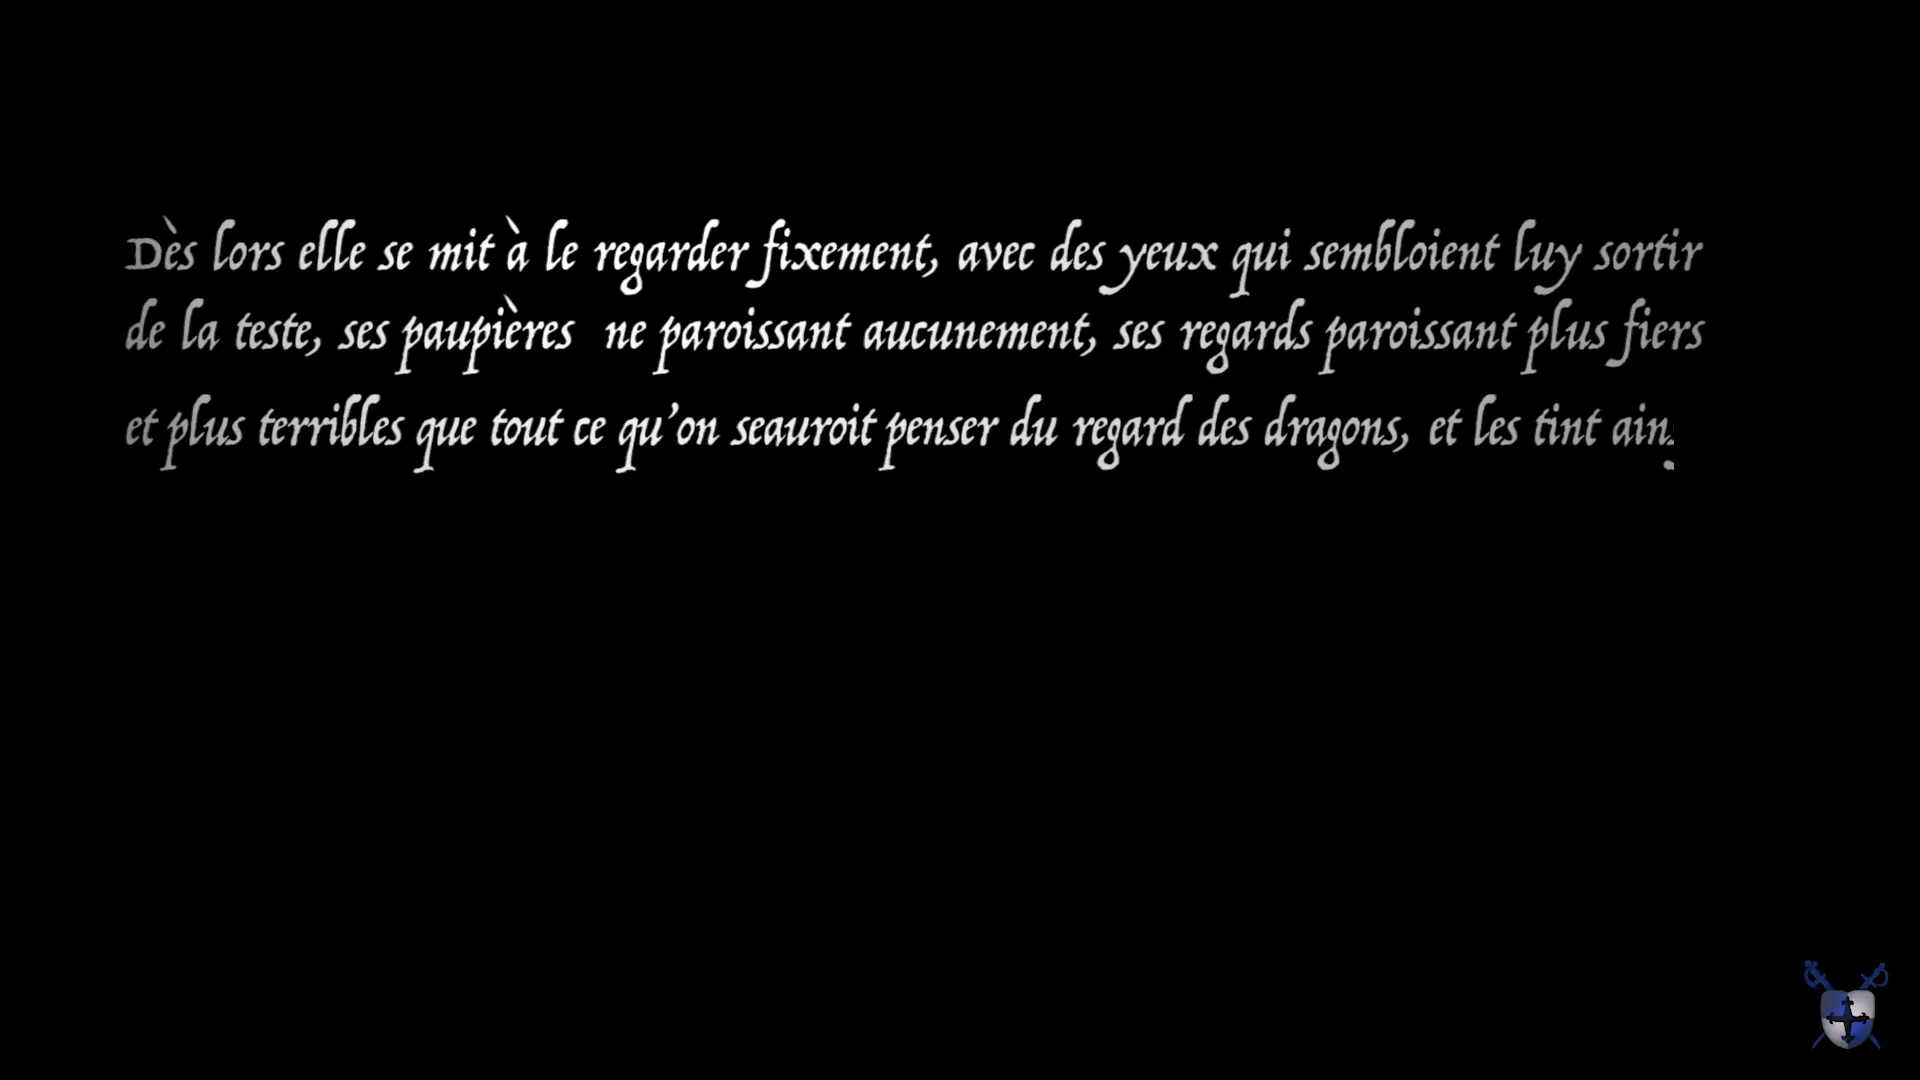 Dès lors elle se mit à le regarder fixement, avec des yeux qui sembloient luy sortir
de la teste, ses paupières ne paroissant aucunement, ses regards paroissant plus fiers
et plus terribles que tout ce qu'on seauroit penser du regard des dragons, et les tint ain